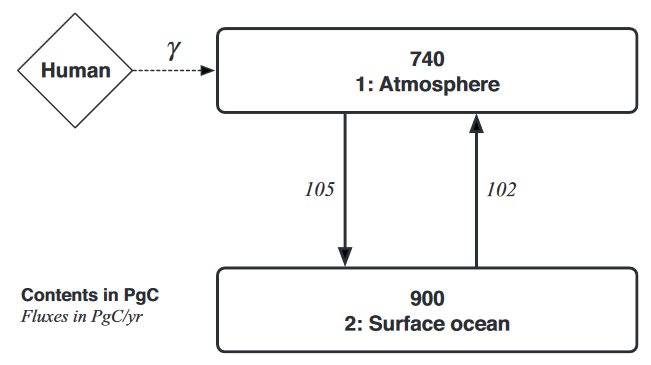 γ
Human
740
1: Atmosphere
105
102
Contents in PgC
Fluxes in PgC/yr
900
2: Surface ocean